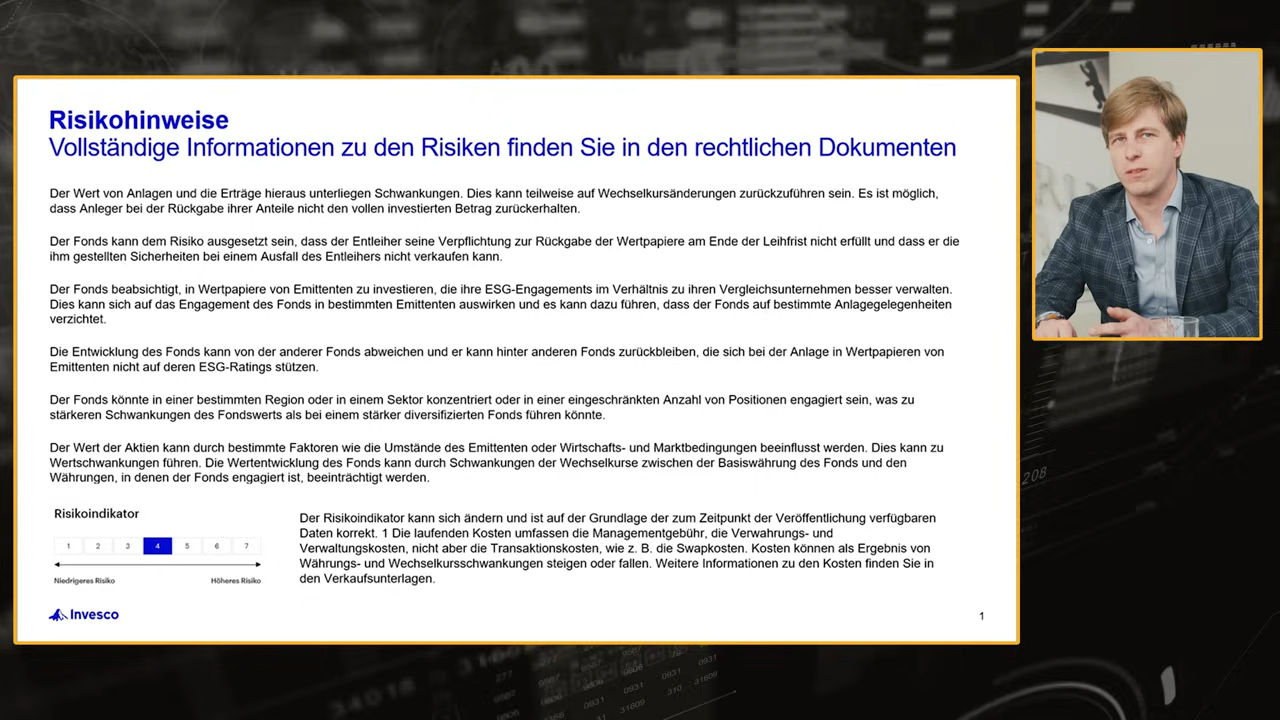 Risikohinweise
Vollständige Informationen zu den Risiken finden Sie in den rechtlichen Dokumenten
Der Wert von Anlagen und die Erträge hieraus unterliegen Schwankungen. Dies kann teilweise auf Wechselkursänderungen zurückzuführen sein. Es ist möglich,
dass Anleger bei der Rückgabe ihrer Anteile nicht den vollen investierten Betrag zurückerhalten.
Der Fonds kann dem Risiko ausgesetzt sein, dass der Entleiher seine Verpflichtung zur Rückgabe der Wertpapiere am Ende der Leihfrist nicht erfüllt und dass er die
ihm gestellten Sicherheiten bei einem Ausfall des Entleihers nicht verkaufen kann.
Der Fonds beabsichtigt, in Wertpapiere von Emittenten zu investieren, die ihre ESG-Engagements im Verhältnis zu ihren Vergleichsunternehmen besser verwalten.
Dies kann sich auf das Engagement des Fonds in bestimmten Emittenten auswirken und es kann dazu führen, dass der Fonds auf bestimmte Anlagegelegenheiten
verzichtet.
Die Entwicklung des Fonds kann von der anderer Fonds abweichen und er kann hinter anderen Fonds zurückbleiben, die sich bei der Anlage in Wertpapieren von
Emittenten nicht auf deren ESG-Ratings stützen.
Der Fonds könnte in einer bestimmten Region oder in einem Sektor konzentriert oder in einer eingeschränkten Anzahl von Positionen engagiert sein, was zu
stärkeren Schwankungen des Fondswerts als bei einem stärker diversifizierten Fonds führen könnte.
Der Wert der Aktien kann durch bestimmte Faktoren wie die Umstände des Emittenten oder Wirtschafts- und Marktbedingungen beeinflusst werden. Dies kann zu
Wertschwankungen führen. Die Wertentwicklung des Fonds kann durch Schwankungen der Wechselkurse zwischen der Basiswährung des Fonds und den
Währungen, in denen der Fonds engagiert ist, beeinträchtigt werden.
Risikoindikator
1 2 3 4 5 6 7
Niedrigeres Risiko Höheres Risiko
Der Risikoindikator kann sich ändern und ist auf der Grundlage der zum Zeitpunkt der Veröffentlichung verfügbaren
Daten korrekt. 1 Die laufenden Kosten umfassen die Managementgebühr, die Verwahrungs- und
Verwaltungskosten, nicht aber die Transaktionskosten, wie z. B. die Swapkosten. Kosten können als Ergebnis von
Währungs- und Wechselkursschwankungen steigen oder fallen. Weitere Informationen zu den Kosten finden Sie in
den Verkaufsunterlagen.
Invesco
1
208